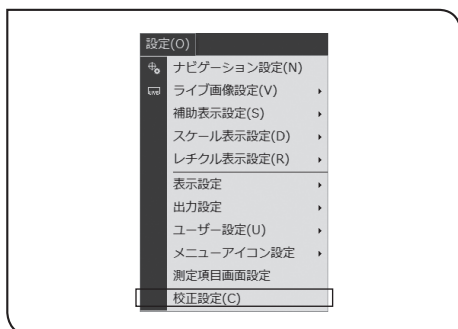 設定(O)
ナビゲーション設定(N)
ライブ画像設定(V)
補助表示設定(S)
スケール表示設定(D)
レチクル表示設定(R)
表示設定
出力設定
ユーザー設定(U)
メニューアイコン設定
測定項目画面設定
校正設定(C)